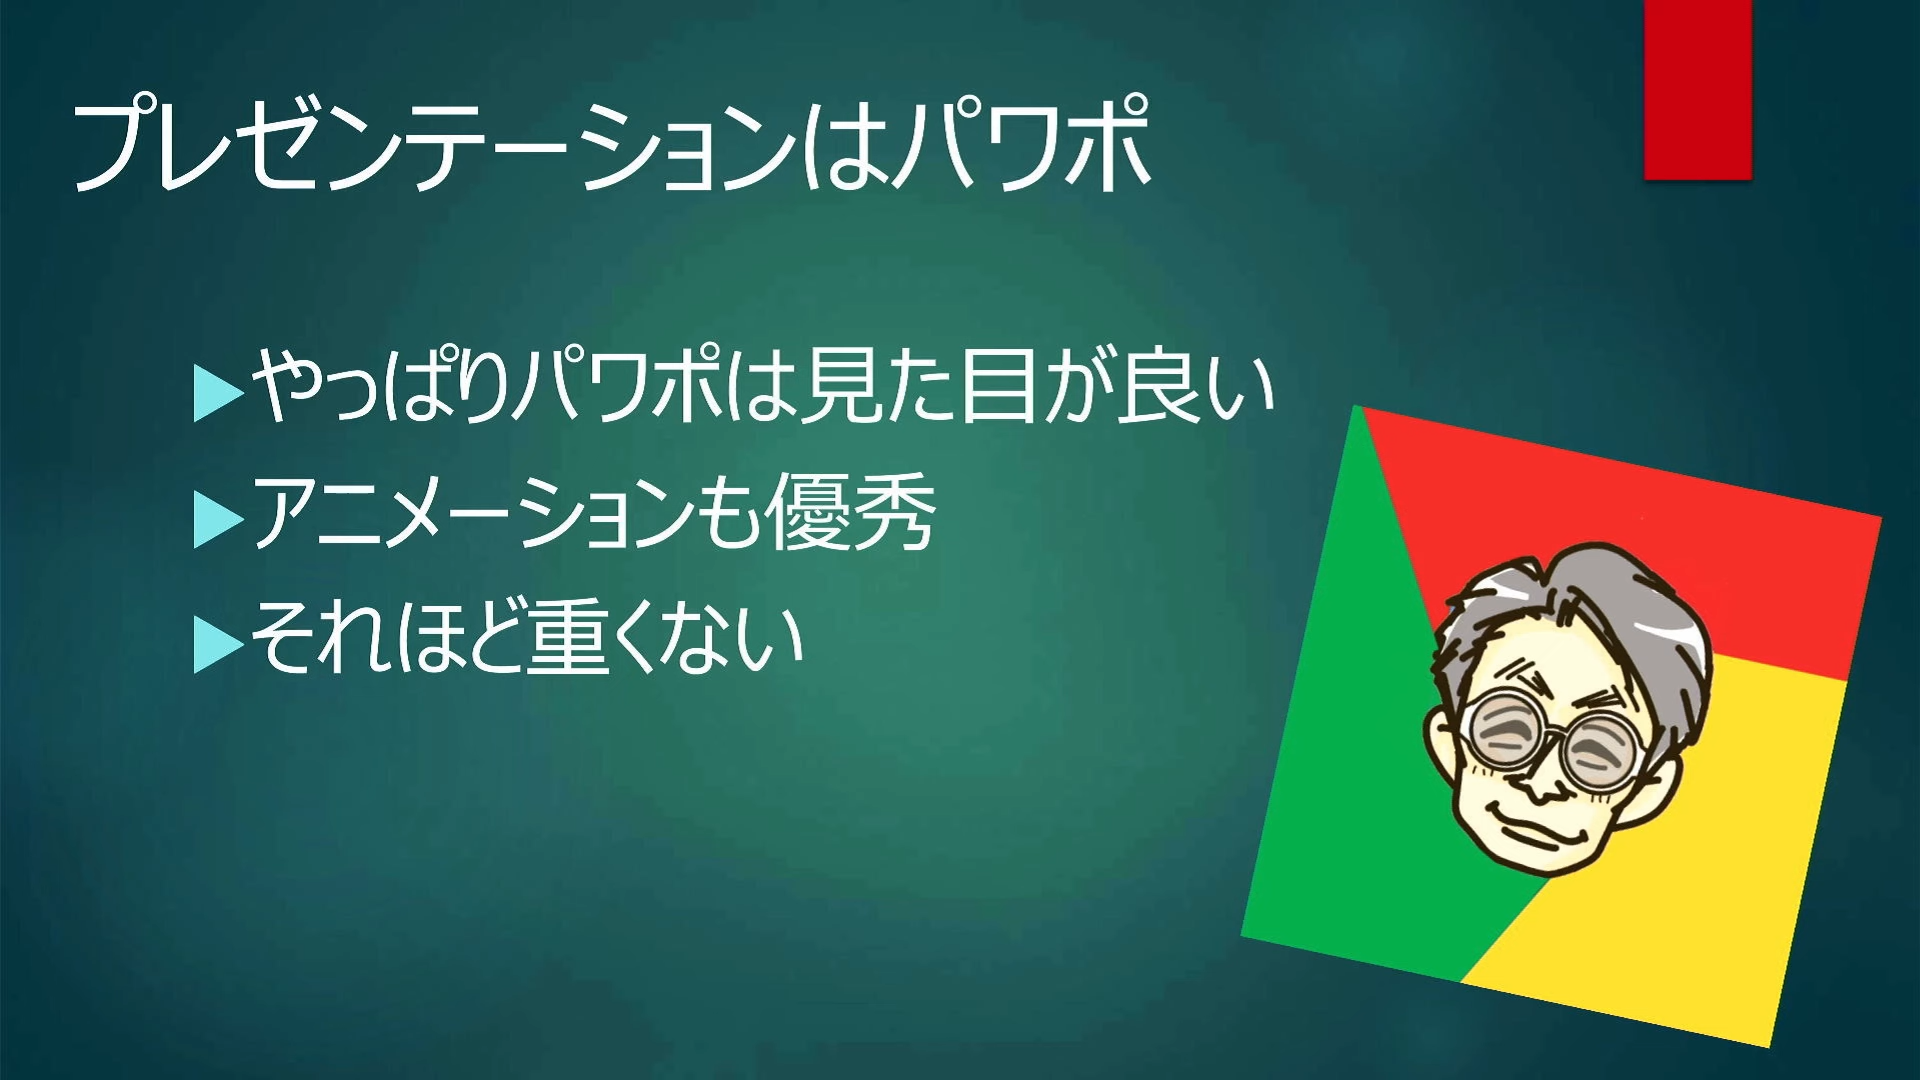 プレゼンテーションはパワポ
やっぱりパワポは見た目が良い
アニメーションも優秀
それほど重くない